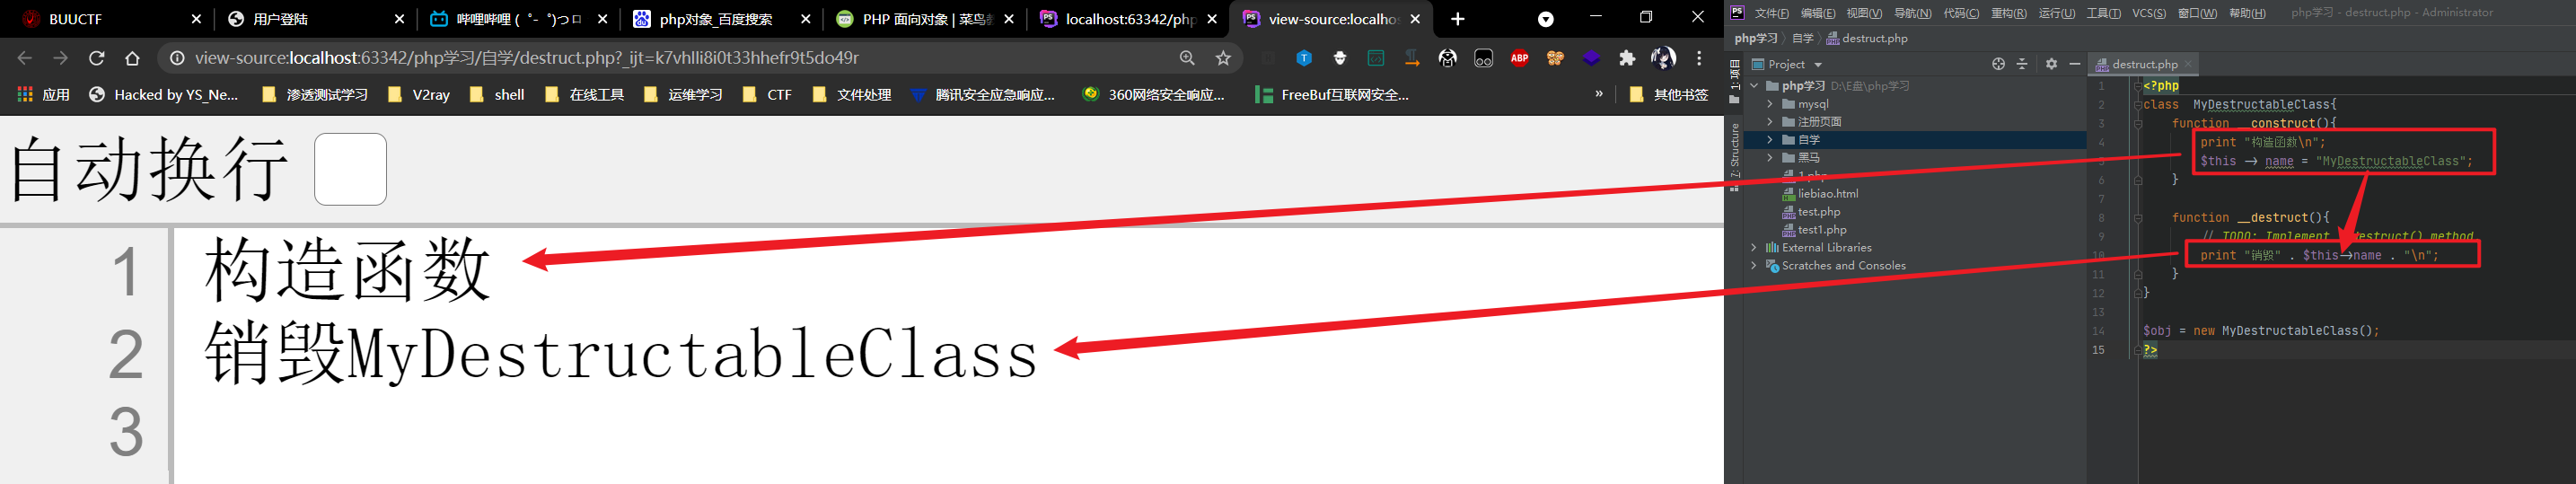 BUUCTF
用户登陆
哔哩哔哩 (゜-゜)つロ
php对象_百度搜索
PHP 面向对象 | 菜鸟
localhost:63342/php
view-source:localho
view-source:localhost:63342/php学习/自学/destruct.php?_ijt=k7vhlli8i0t33hhefr9t5do49r
应用
Hacked by YS_Ne...
渗透测试学习
V2ray
shell
在线工具
运维学习
CTF
文件处理
腾讯安全应急响应...
360网络安全响应...
FreeBuf互联网安全...
»
其他书签
自动换行
1 构造函数
2 销毁MyDestructableClass
3
文件(F) 编辑(E) 视图(V) 导航(N) 代码(C) 重构(R) 运行(U) 工具(T) VCS(S) 窗口(W) 帮助(H) php学习 - destruct.php - Administrator
php学习 自学 destruct.php
1: 项目
7: Structure
Project
php学习 D:\E盘\php学习
mysql
注册页面
自学
黑马
1.php
liebiao.html
test.php
test1.php
External Libraries
Scratches and Consoles
destruct.php
1 <?php
2 class MyDestructableClass{
3 function __construct(){
4 print "构造函数\n";
5 $this -> name = "MyDestructableClass";
6 }
7
8 function __destruct(){
9 // TODO: Implement __destruct() method
10 print "销毁" . $this->name . "\n";
11 }
12 }
13
14 $obj = new MyDestructableClass();
15 ?>